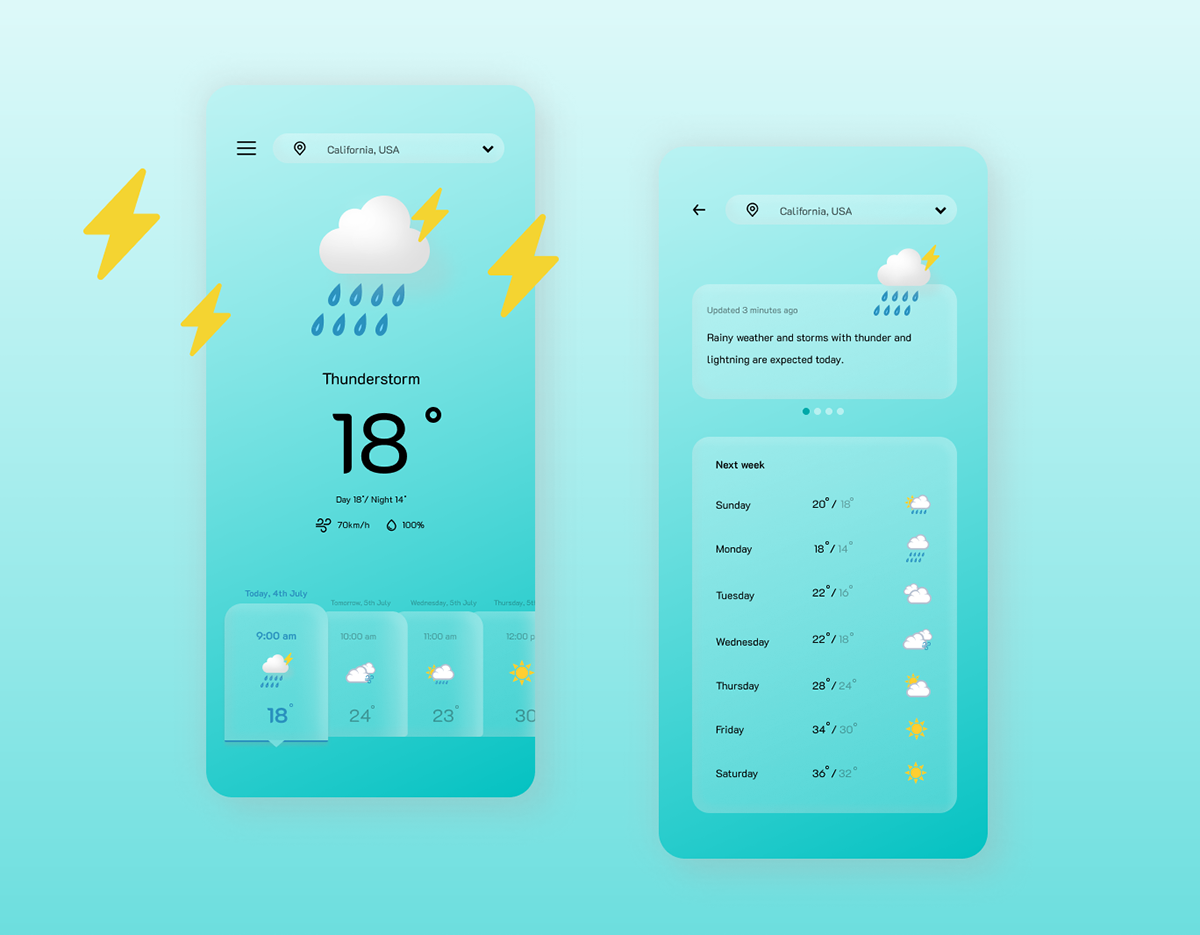 California, USA
Thunderstorm
18°
Day 18°/ Night 14°
70km/h 100%
Today, 4th July
Tomorrow, 5th July
Wednesday, 5th July
Thursday, 5th
9:00 am
10:00 am
11:00 am
12:00 p
18°
24°
23°
30
California, USA
Updated 3 minutes ago
Rainy weather and storms with thunder and
lightning are expected today.
Next week
Sunday 20°/ 18°
Monday 18°/ 14°
Tuesday 22°/ 16°
Wednesday 22°/ 18°
Thursday 28°/ 24°
Friday 34°/ 30°
Saturday 36°/ 32°